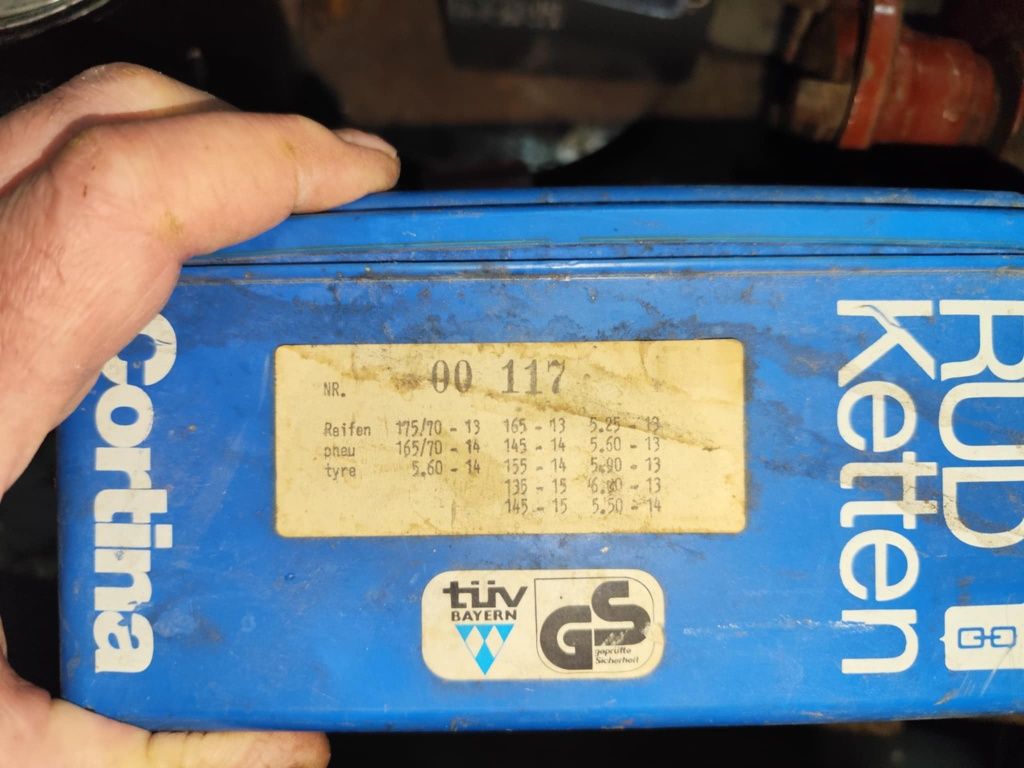 Cortina
NR. 00 117
Reifen 175/70 - 13 165 - 13 5.25 - 13
pneu 165/70 - 14 145 - 14 5.60 - 13
tyre 5.60 - 14 155 - 14 5.90 - 13
135 - 15 6.00 - 13
145 - 15 5.50 - 14
tüv
BAYERN
GS
geprüfte
Sicherheit
RUD
Ketten